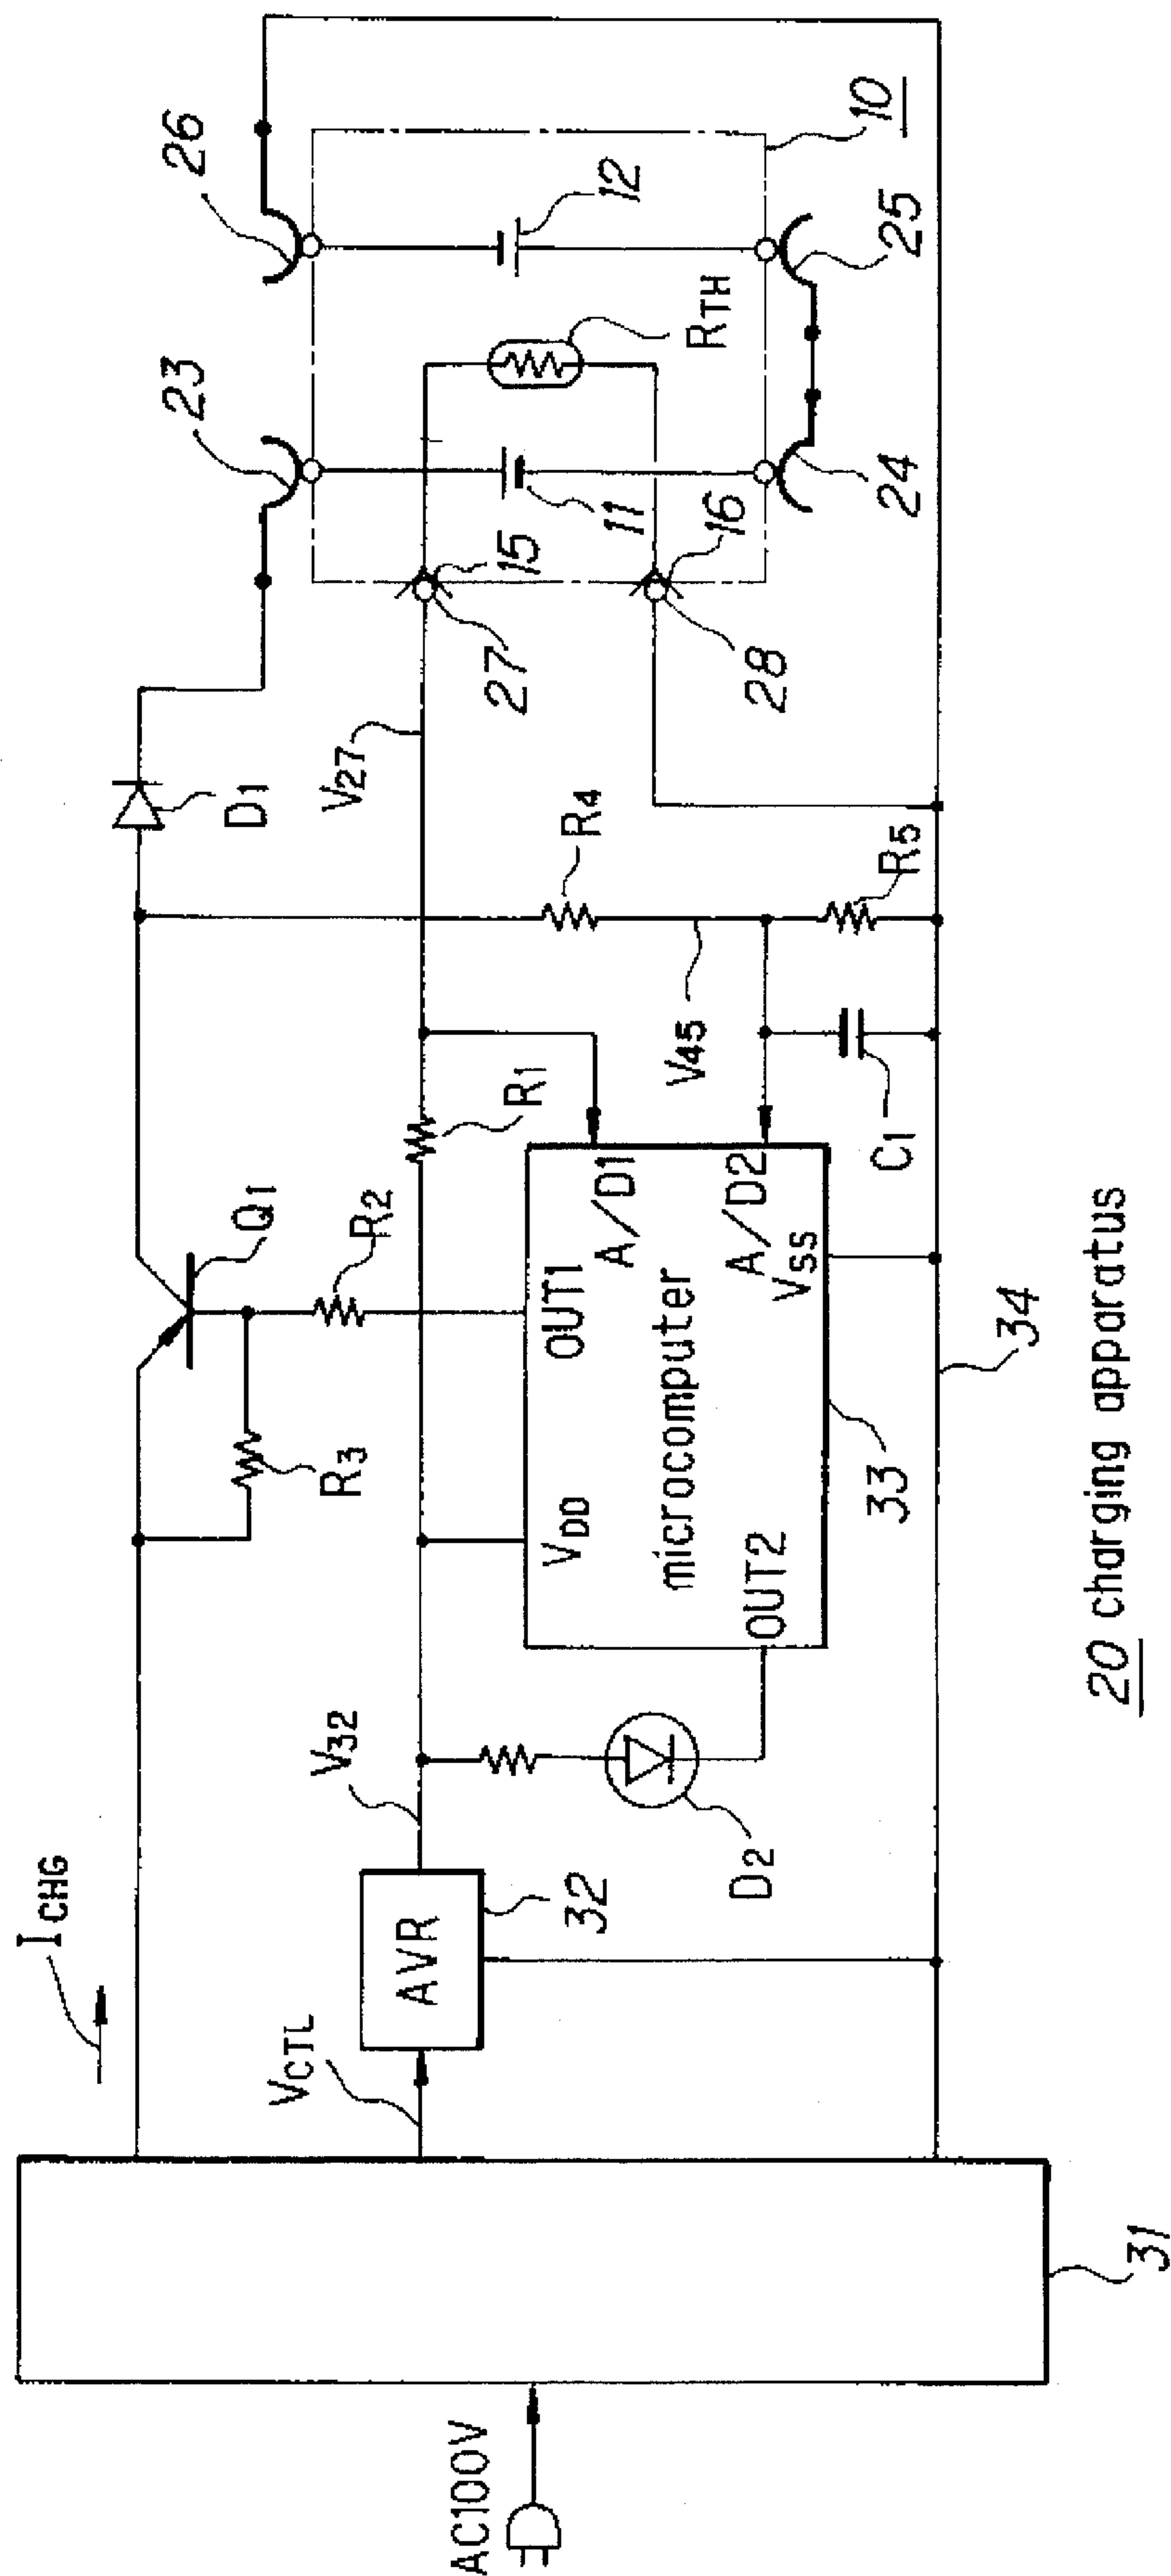 I CHG
Q1
D1
23
26
R3
R2
VCTL
V32
R1
V27
27
15
11
RTH
12
10
AC100V
AVR
32
D2
VDD
OUT1
microcomputer
A/D1
A/D2
OUT2
VSS
33
V45
R4
R5
C1
28
16
24
25
31
34
20 charging apparatus